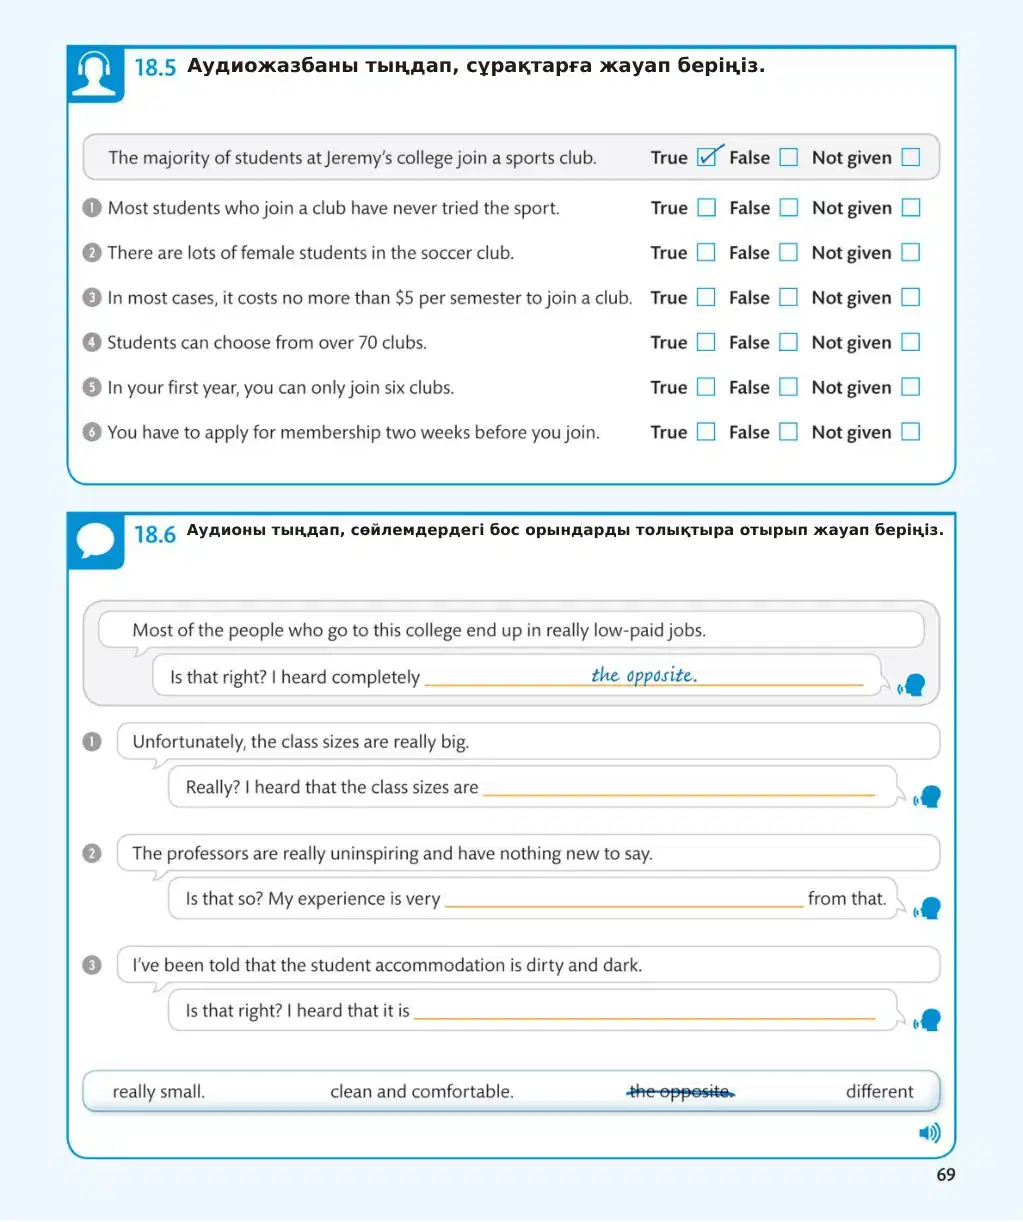 18.5 Аудиожазбаны тыңдап, сұрақтарға жауап беріңіз.
The majority of students at Jeremy's college join a sports club. True ✓ False Not given
1 Most students who join a club have never tried the sport. True False Not given
2 There are lots of female students in the soccer club. True False Not given
3 In most cases, it costs no more than $5 per semester to join a club. True False Not given
4 Students can choose from over 70 clubs. True False Not given
5 In your first year, you can only join six clubs. True False Not given
6 You have to apply for membership two weeks before you join. True False Not given
18.6 Аудионы тыңдап, сөйлемдердегі бос орындарды толықтыра отырып жауап беріңіз.
Most of the people who go to this college end up in really low-paid jobs.
Is that right? I heard completely the opposite.
1 Unfortunately, the class sizes are really big.
Really? I heard that the class sizes are
2 The professors are really uninspiring and have nothing new to say.
Is that so? My experience is very from that.
3 I've been told that the student accommodation is dirty and dark.
Is that right? I heard that it is
really small. clean and comfortable. the opposite. different
69